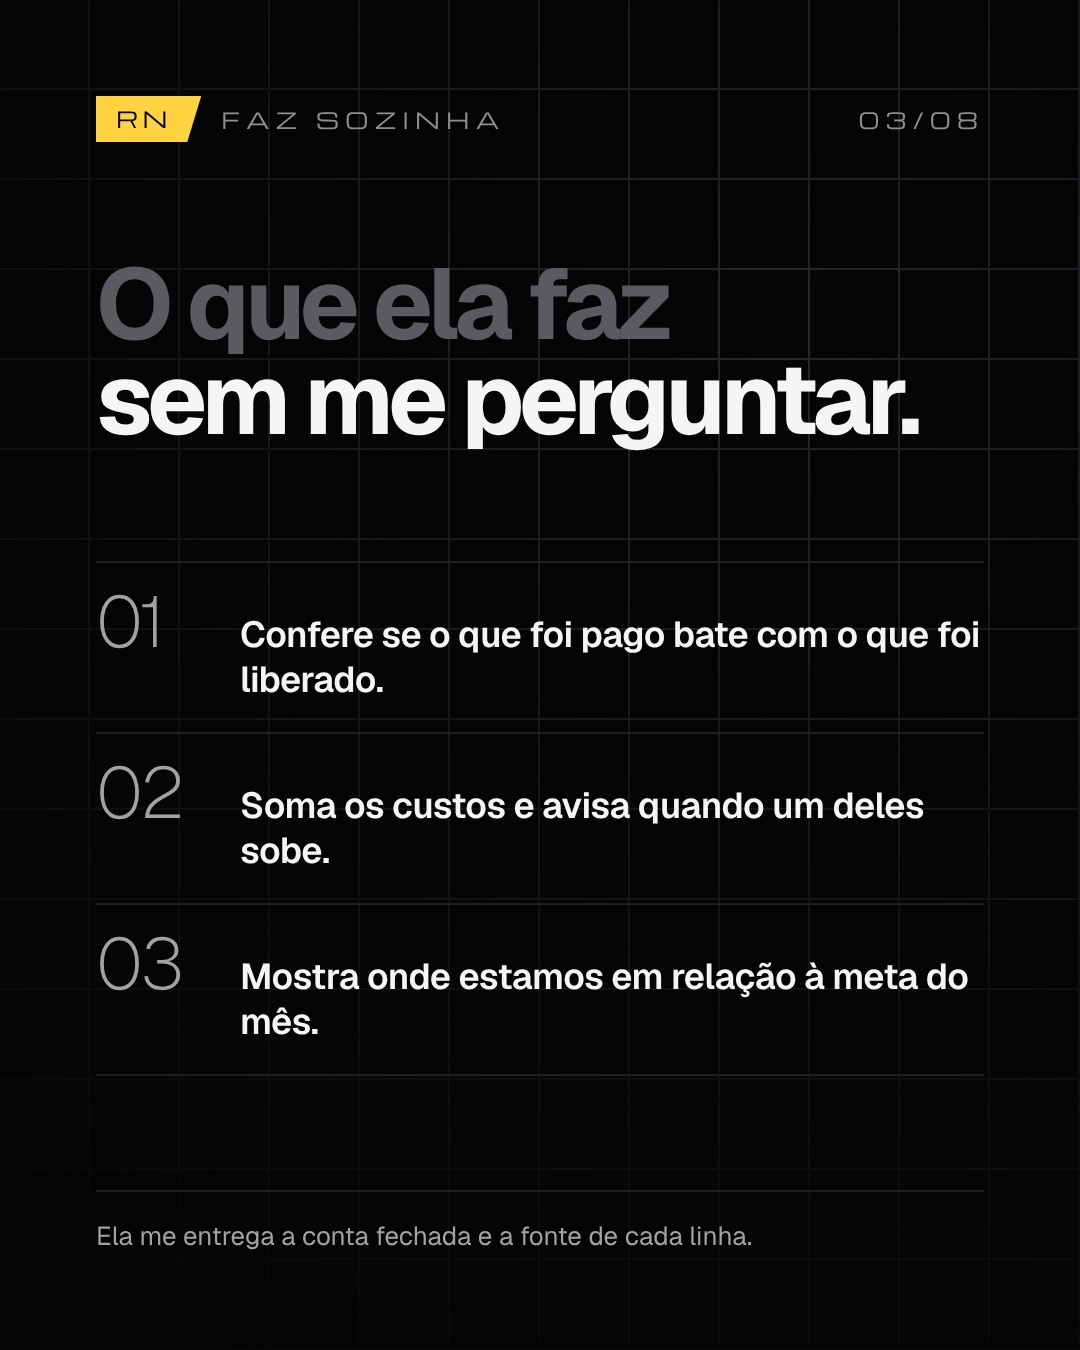 RN FAZ SOZINHA 03/08
O que ela faz
sem me perguntar.
01 Confere se o que foi pago bate com o que foi
liberado.
02 Soma os custos e avisa quando um deles
sobe.
03 Mostra onde estamos em relação à meta do
mês.
Ela me entrega a conta fechada e a fonte de cada linha.